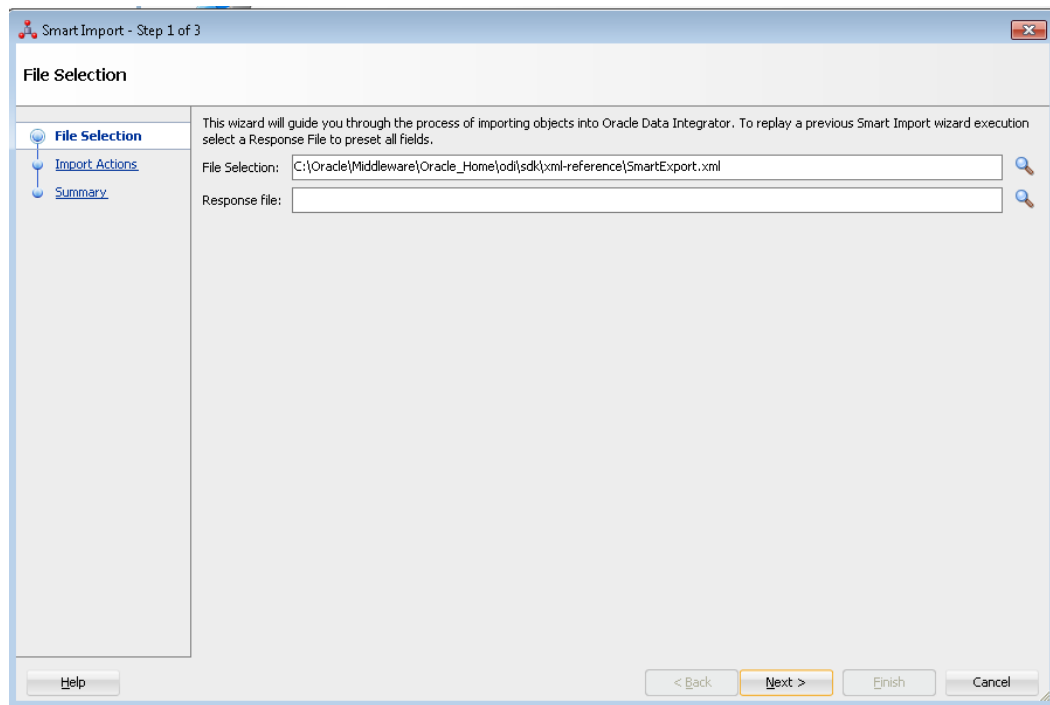 Smart Import - Step 1 of 3
File Selection
File Selection
Import Actions
Summary
This wizard will guide you through the process of importing objects into Oracle Data Integrator. To replay a previous Smart Import wizard execution
select a Response File to preset all fields.
File Selection: C:\Oracle\Middleware\Oracle_Home\odi\sdk\xml-reference\SmartExport.xml
Response file:
Help
< Back
Next >
Finish
Cancel